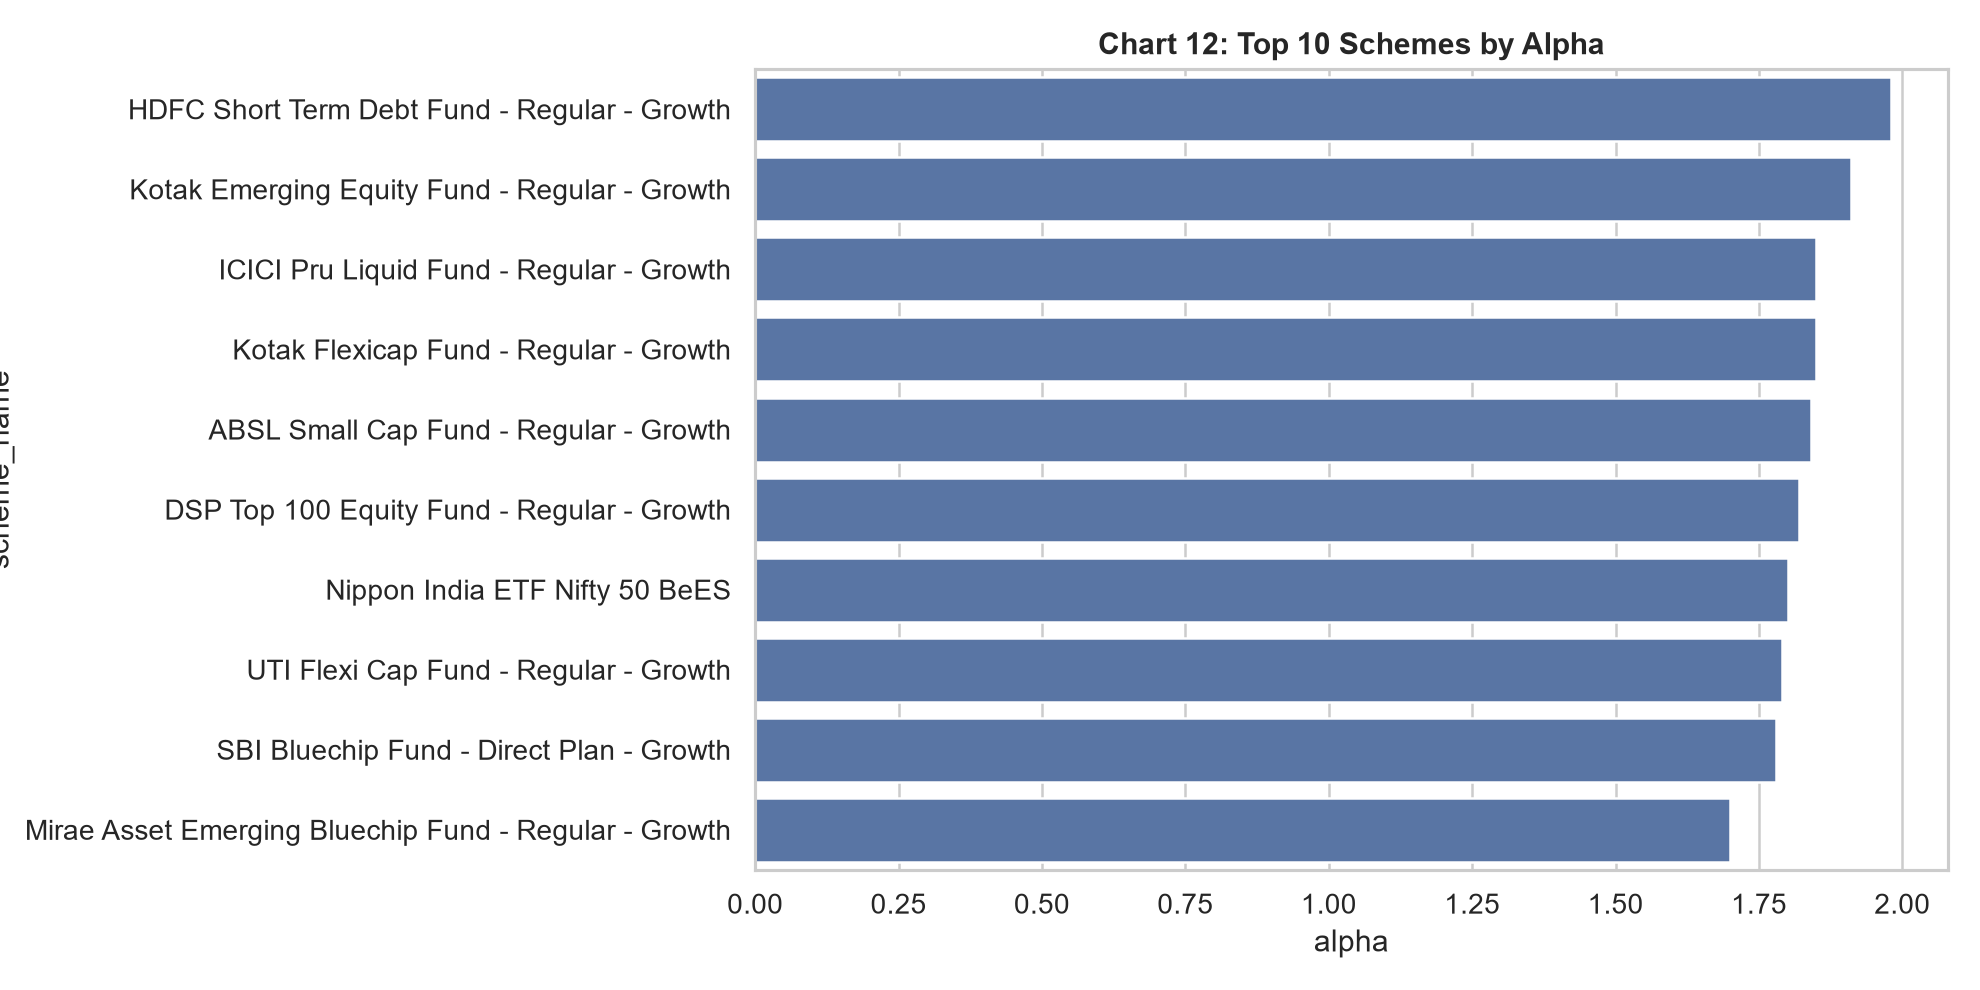 Chart 12: Top 10 Schemes by Alpha
HDFC Short Term Debt Fund - Regular - Growth
Kotak Emerging Equity Fund - Regular - Growth
ICICI Pru Liquid Fund - Regular - Growth
Kotak Flexicap Fund - Regular - Growth
ABSL Small Cap Fund - Regular - Growth
DSP Top 100 Equity Fund - Regular - Growth
Nippon India ETF Nifty 50 BeES
UTI Flexi Cap Fund - Regular - Growth
SBI Bluechip Fund - Direct Plan - Growth
Mirae Asset Emerging Bluechip Fund - Regular - Growth
scheme_name
0.00 0.25 0.50 0.75 1.00 1.25 1.50 1.75 2.00
alpha